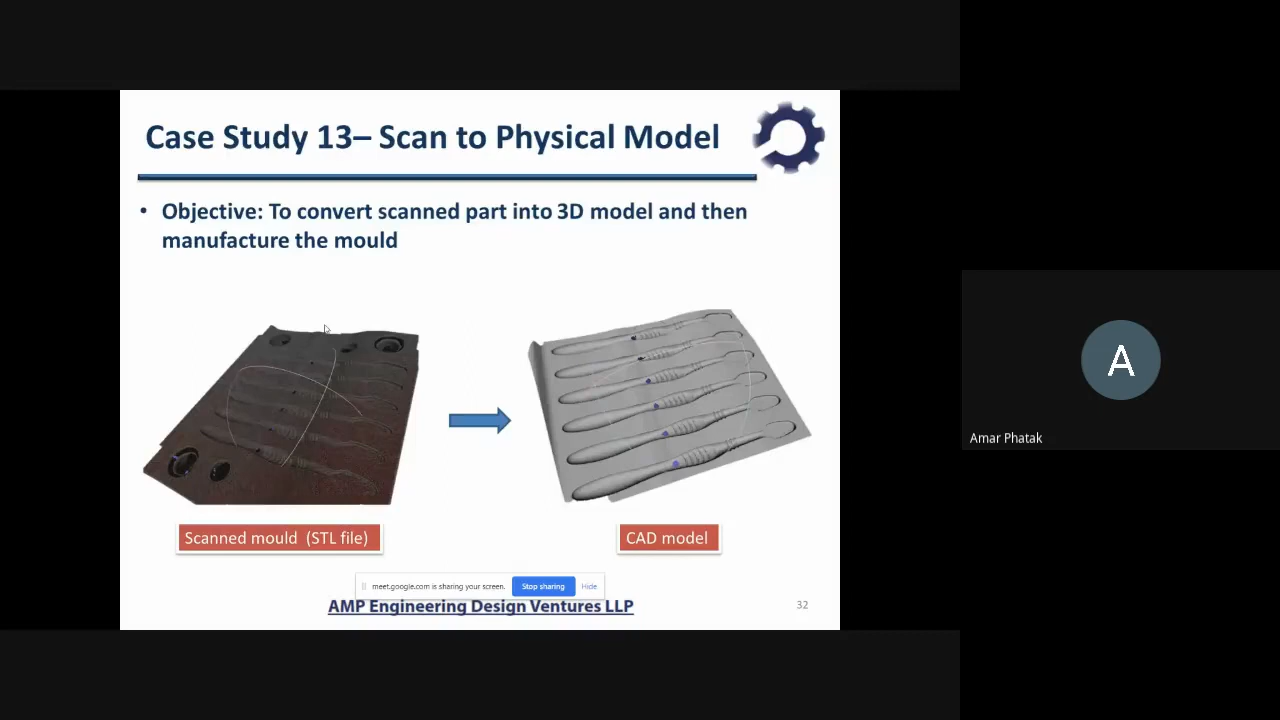 Case Study 13– Scan to Physical Model
• Objective: To convert scanned part into 3D model and then
manufacture the mould
Scanned mould  (STL file)
CAD model
meet.google.com is sharing your screen. Stop sharing Hide
AMP Engineering Design Ventures LLP
32
A
Amar Phatak